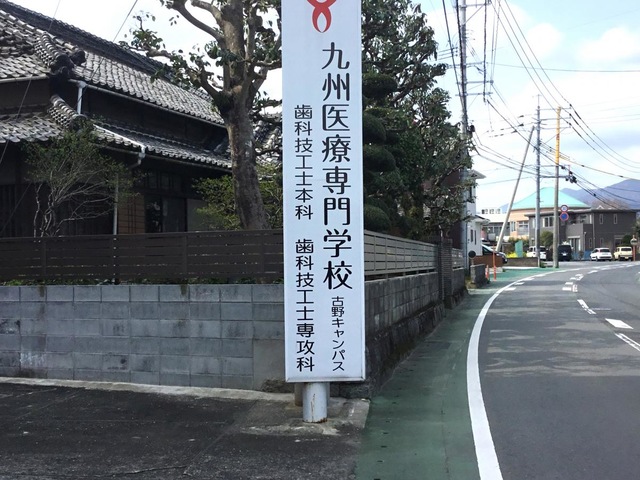 九州医療専門学校
古野キャンパス
歯科技工士本科
歯科技工士専攻科